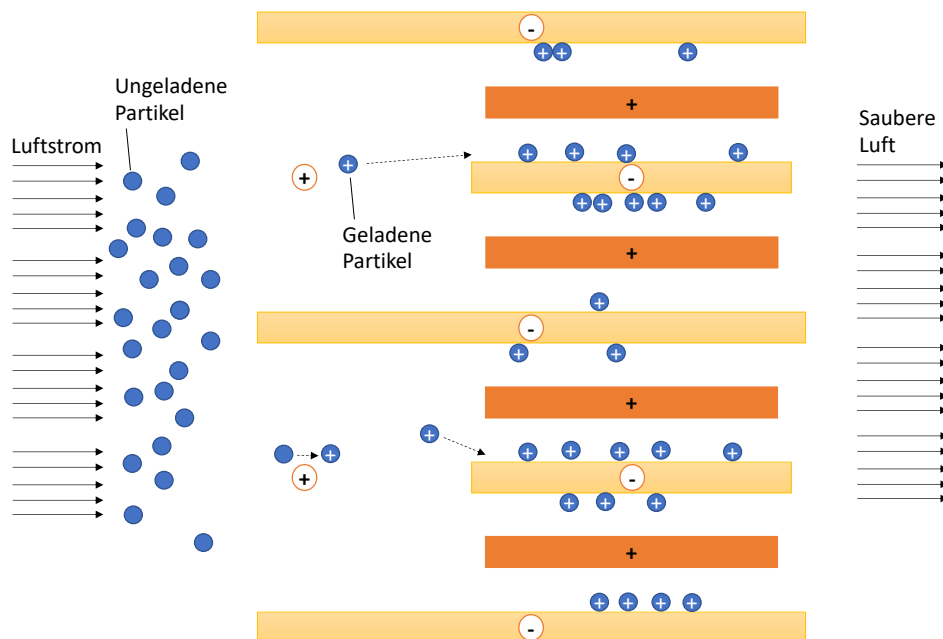 Ungeladene
Partikel
Luftstrom
Saubere
Luft
Geladene
Partikel
-
+ + +
+
+ + + + +
+
-
+ + + + +
+
+
-
+ +
+
+
+ + + + + +
+
+
-
+ + +
+
+ + + +
-